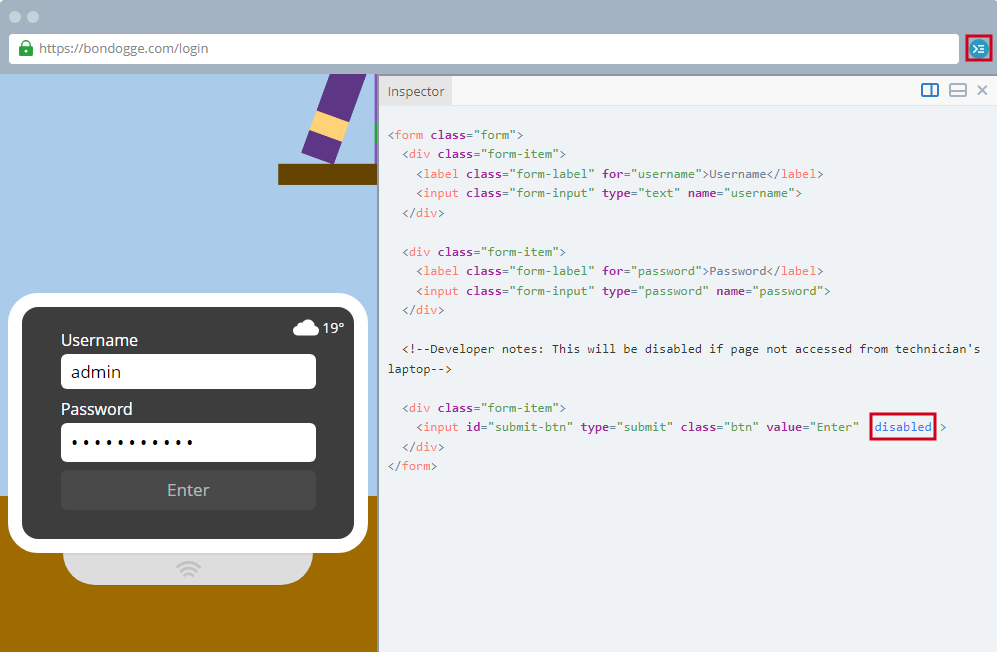 https://bondogge.com/login
Inspector
<form class="form">
<div class="form-item">
<label class="form-label" for="username">Username</label>
<input class="form-input" type="text" name="username">
</div>
<div class="form-item">
<label class="form-label" for="password">Password</label>
<input class="form-input" type="password" name="password">
</div>
<!--Developer notes: This will be disabled if page not accessed from technician's
laptop-->
<div class="form-item">
<input id="submit-btn" type="submit" class="btn" value="Enter" disabled >
</div>
</form>
19°
Username
admin
Password
•••••••••••
Enter